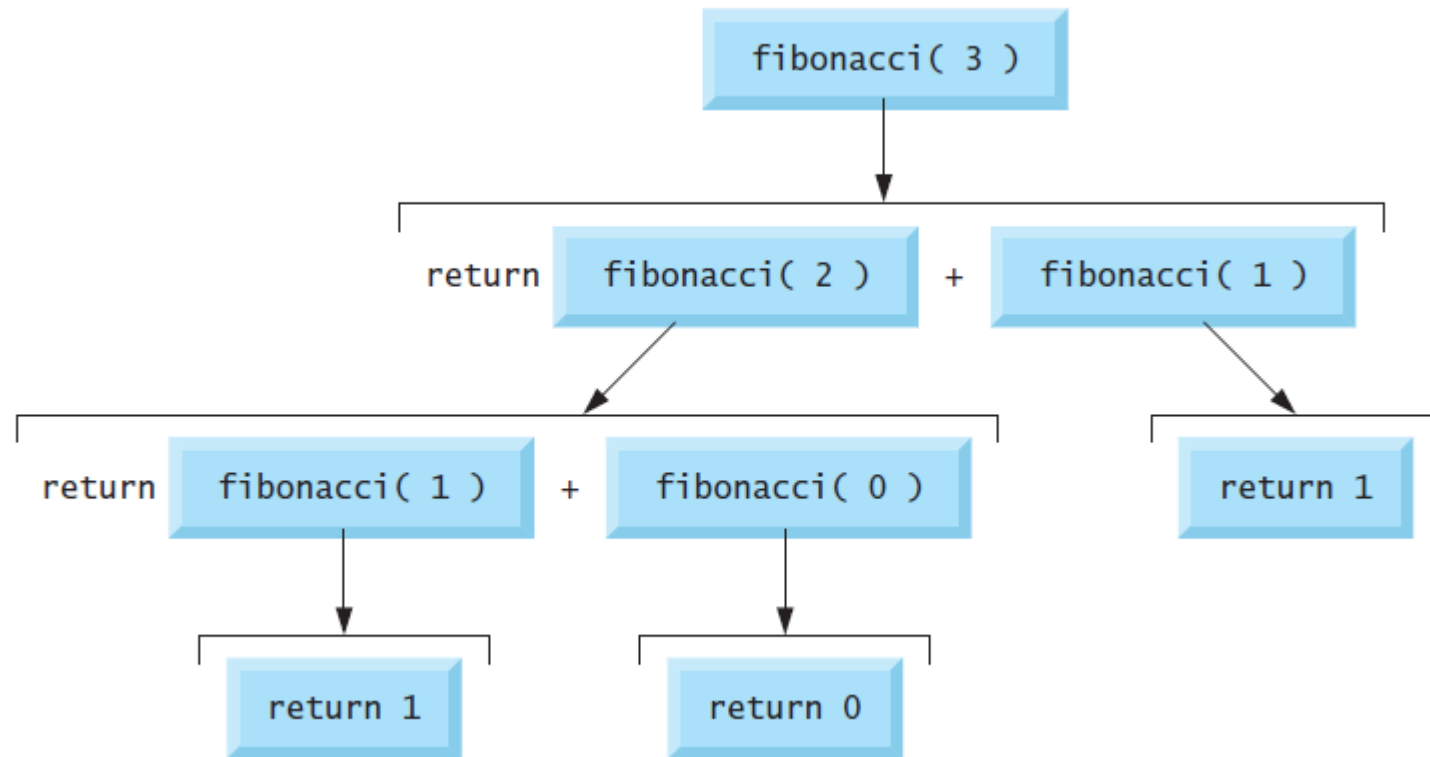 fibonacci( 3 )
return fibonacci( 2 ) + fibonacci( 1 )
return fibonacci( 1 ) + fibonacci( 0 ) return 1
return 1 return 0